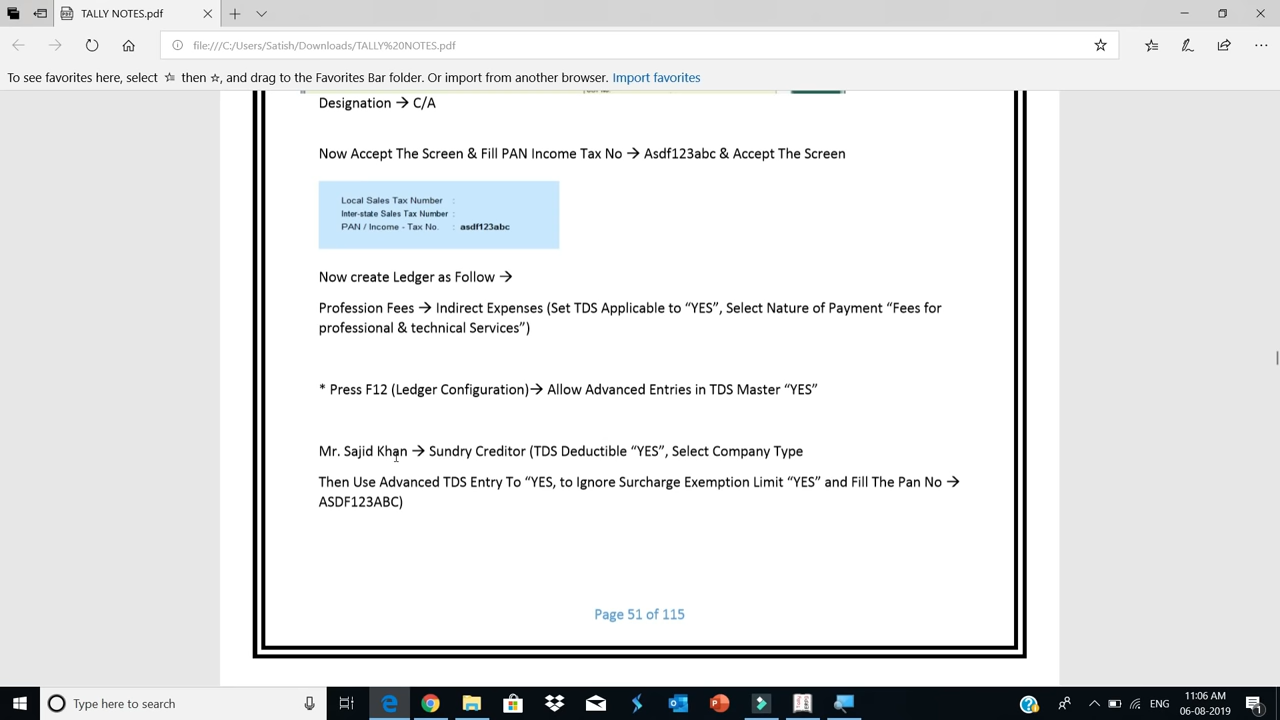 TALLY NOTES.pdf
file:///C:/Users/Satish/Downloads/TALLY%20NOTES.pdf
To see favorites here, select ☆ then ☆, and drag to the Favorites Bar folder. Or import from another browser. Import favorites
Designation → C/A
Now Accept The Screen & Fill PAN Income Tax No → Asdf123abc & Accept The Screen
Local Sales Tax Number :
Inter-state Sales Tax Number :
PAN / Income - Tax No. : asdf123abc
Now create Ledger as Follow →
Profession Fees → Indirect Expenses (Set TDS Applicable to “YES”, Select Nature of Payment “Fees for
professional & technical Services”)
* Press F12 (Ledger Configuration)→ Allow Advanced Entries in TDS Master “YES”
Mr. Sajid Khan → Sundry Creditor (TDS Deductible “YES”, Select Company Type
Then Use Advanced TDS Entry To “YES, to Ignore Surcharge Exemption Limit “YES” and Fill The Pan No →
ASDF123ABC)
Page 51 of 115
Type here to search
ENG
11:06 AM
06-08-2019